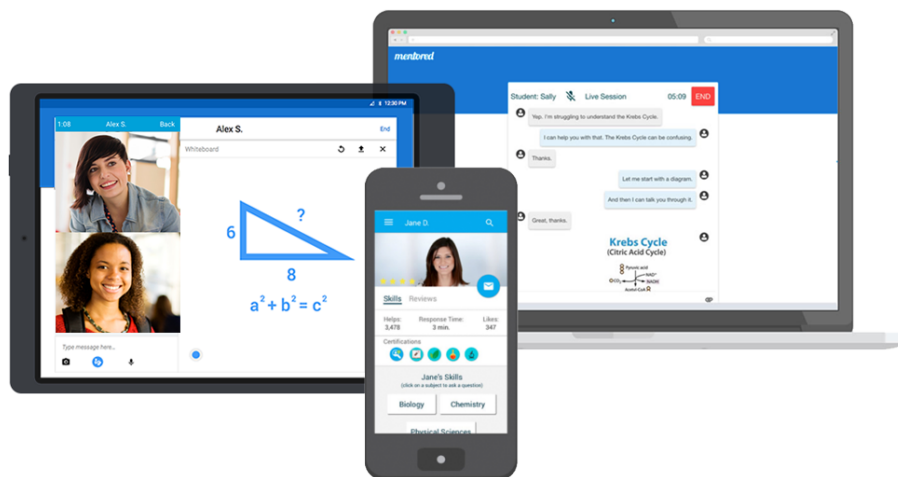 12:30 PM
1:08 Alex S. Back
Alex S. End
Whiteboard
?
6
8
a² + b² = c²
Type message here...
Jane D.
Skills Reviews
Helps: Response Time: Likes:
3,478 3 min. 347
Certifications
Jane's Skills
(click on a subject to ask a question)
Biology Chemistry
Physical Sciences
mentored
Student: Sally Live Session 05:09 END
Yep. I'm struggling to understand the Krebs Cycle.
I can help you with that. The Krebs Cycle can be confusing.
Thanks.
Let me start with a diagram.
And then I can talk you through it.
Great, thanks.
Krebs Cycle
(Citric Acid Cycle)
Pyruvic acid
NAD⁺
NADH
Acetyl-CoA